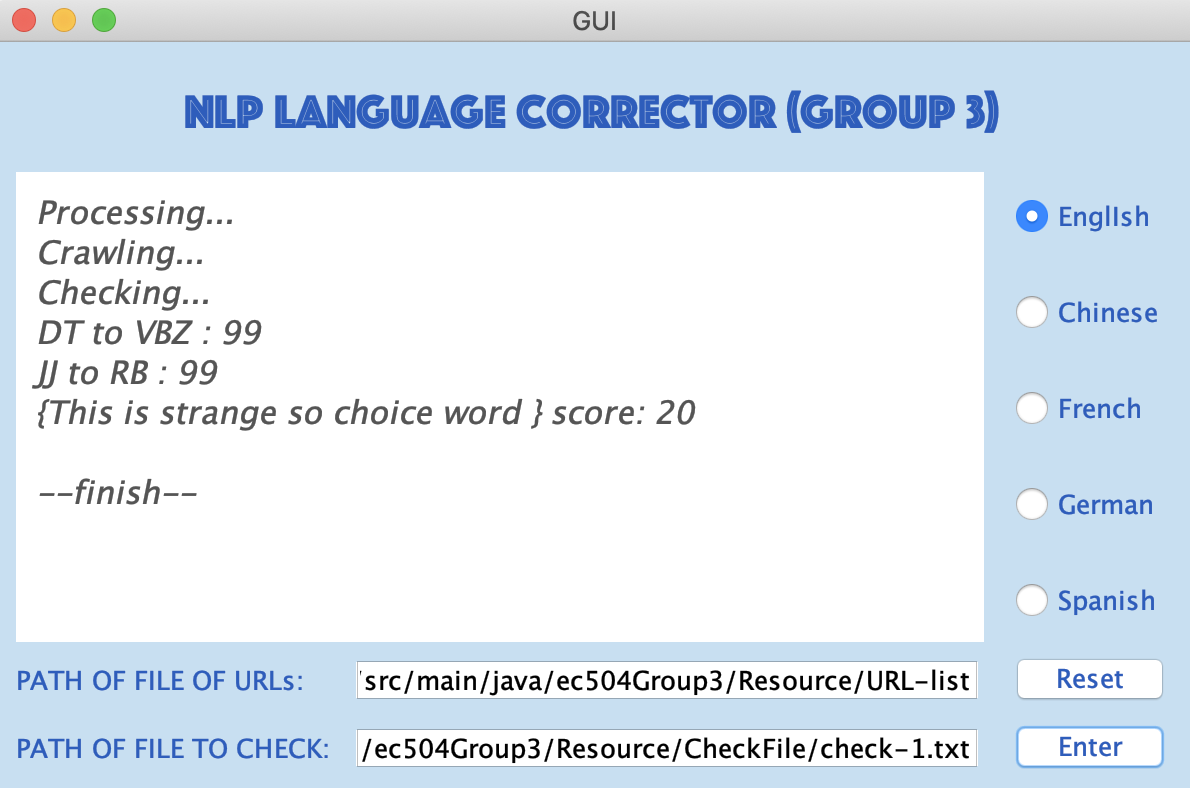 GUI
NLP LANGUAGE CORRECTOR (GROUP 3)
Processing...
Crawling...
Checking...
DT to VBZ : 99
JJ to RB : 99
{This is strange so choice word } score: 20
--finish--
EnglIsh
Chinese
French
German
Spanish
PATH OF FILE OF URLs:
/src/main/java/ec504Group3/Resource/URL-list
Reset
PATH OF FILE TO CHECK:
/ec504Group3/Resource/CheckFile/check-1.txt
Enter